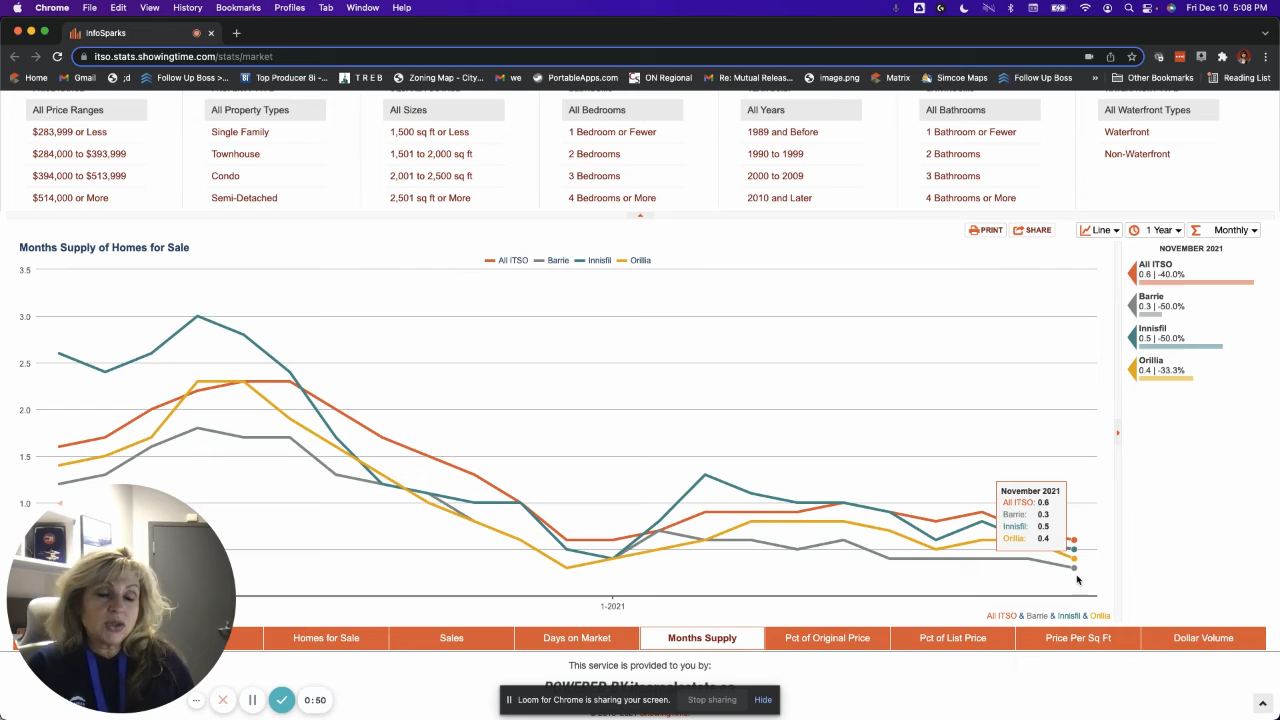 Chrome File Edit View History Bookmarks Profiles Tab Window Help Fri Dec 10 5:08 PM
InfoSparks
itso.stats.showingtime.com/stats/market
Home Gmail ;d Follow Up Boss > ... Top Producer 8i - ... T R E B Zoning Map - City... we PortableApps.com ON Regional Re: Mutual Releas... image.png Matrix Simcoe Maps Follow Up Boss » Other Bookmarks Reading List
All Price Ranges All Property Types All Sizes All Bedrooms All Years All Bathrooms All Waterfront Types
$283,999 or Less Single Family 1,500 sq ft or Less 1 Bedroom or Fewer 1989 and Before 1 Bathroom or Fewer Waterfront
$284,000 to $393,999 Townhouse 1,501 to 2,000 sq ft 2 Bedrooms 1990 to 1999 2 Bathrooms Non-Waterfront
$394,000 to $513,999 Condo 2,001 to 2,500 sq ft 3 Bedrooms 2000 to 2009 3 Bathrooms
$514,000 or More Semi-Detached 2,501 sq ft or More 4 Bedrooms or More 2010 and Later 4 Bathrooms or More
PRINT SHARE Line 1 Year Monthly
Months Supply of Homes for Sale
All ITSO Barrie Innisfil Orillia
3.5
3.0
2.5
2.0
1.5
1.0
November 2021
All ITSO: 0.6
Barrie: 0.3
Innisfil: 0.5
Orillia: 0.4
1-2021
All ITSO & Barrie & Innisfil & Orillia
NOVEMBER 2021
All ITSO
0.6 | -40.0%
Barrie
0.3 | -50.0%
Innisfil
0.5 | -50.0%
Orillia
0.4 | -33.3%
Homes for Sale Sales Days on Market Months Supply Pct of Original Price Pct of List Price Price Per Sq Ft Dollar Volume
This service is provided to you by:
0:50
Loom for Chrome is sharing your screen. Stop sharing Hide